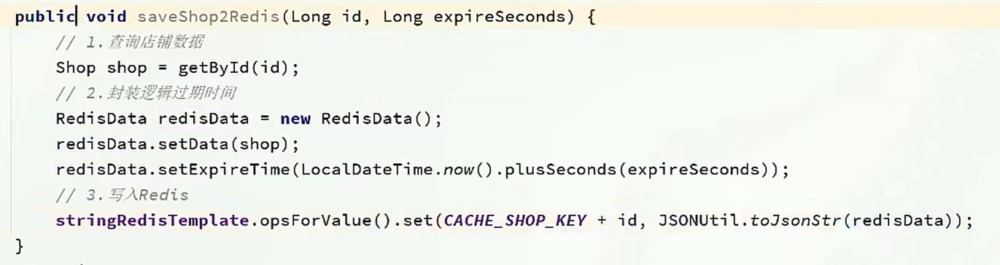 public void saveShop2Redis(Long id, Long expireSeconds) {
// 1.查询店铺数据
Shop shop = getById(id);
// 2.封装逻辑过期时间
RedisData redisData = new RedisData();
redisData.setData(shop);
redisData.setExpireTime(LocalDateTime.now().plusSeconds(expireSeconds));
// 3.写入Redis
stringRedisTemplate.opsForValue().set(CACHE_SHOP_KEY + id, JSONUtil.toJsonStr(redisData));
}